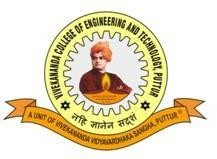 VIVEKANANDA COLLEGE OF ENGINEERING AND TECHNOLOGY, PUTTUR
नहि ज्ञानेन सदृशं
A UNIT OF VIVEKANANDA VIDYAVARDHAKA SANGHA, PUTTUR ®